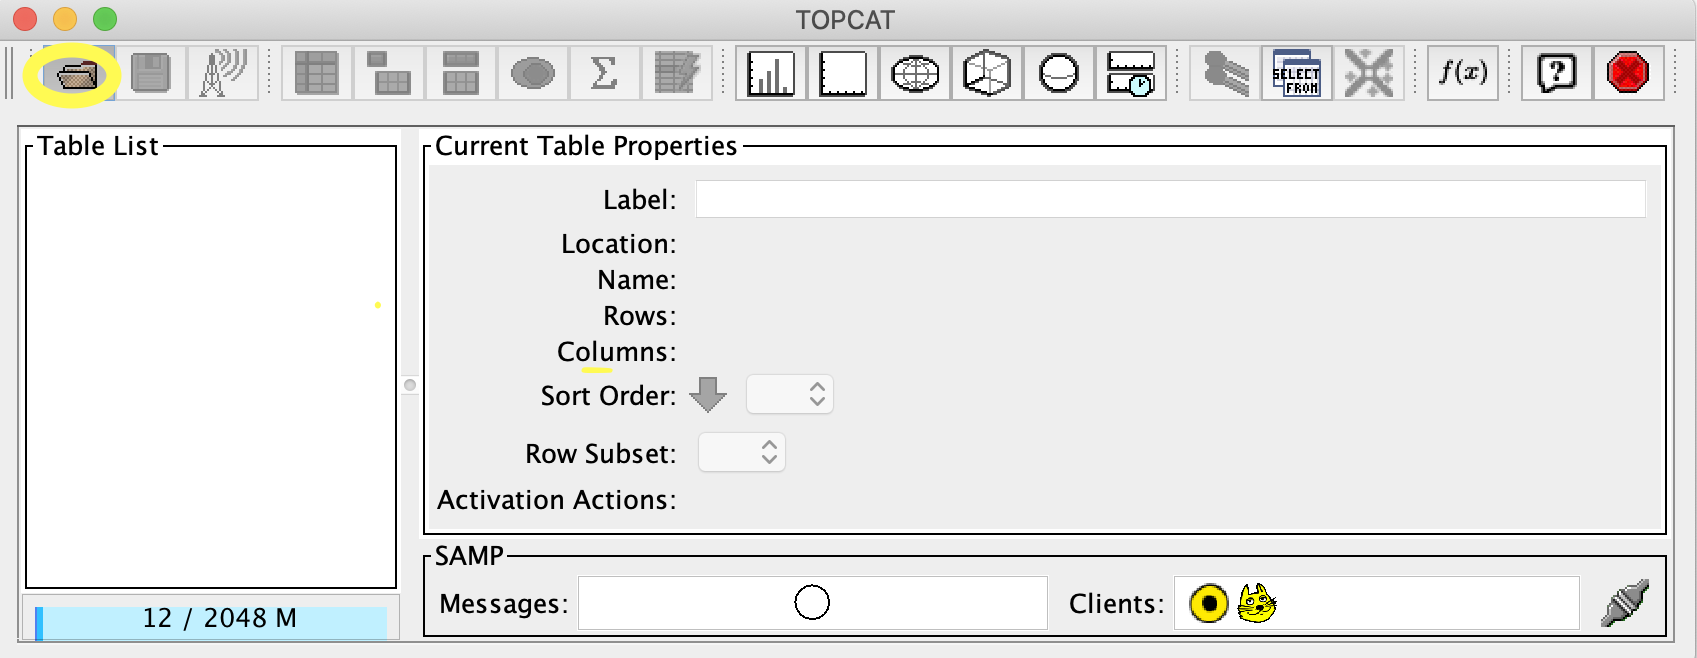 TOPCAT
Σ
SELECT
FROM
f(x)
?
Table List
Current Table Properties
Label:
Location:
Name:
Rows:
Columns:
Sort Order:
Row Subset:
Activation Actions:
SAMP
Messages:
Clients:
12 / 2048 M